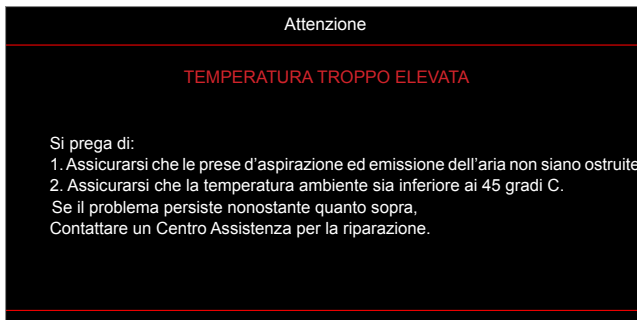 Attenzione
TEMPERATURA TROPPO ELEVATA
Si prega di:
1. Assicurarsi che le prese d’aspirazione ed emissione dell’aria non siano ostruite
2. Assicurarsi che la temperatura ambiente sia inferiore ai 45 gradi C.
Se il problema persiste nonostante quanto sopra,
Contattare un Centro Assistenza per la riparazione.